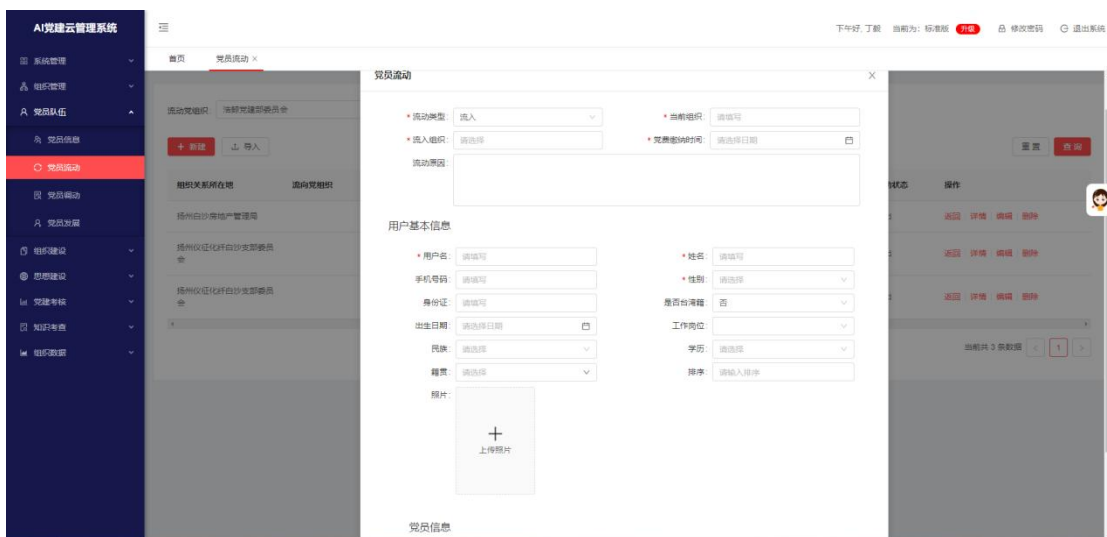 AI党建云管理系统
下午好, 丁毅 当前为: 标准版 升级 修改密码 退出系统
系统管理
组织管理
党员队伍
党员信息
党员流动
党员调动
党员发展
组织建设
思想建设
党建考核
知识考查
组织数据
首页 党员流动 ×
流动党组织:
+ 新建 导入
重置 查询
组织关系所在地 流向党组织 操作
扬州白沙房地产管理局 返回 详情 编辑 删除
扬州仪征化纤白沙支部委员会 返回 详情 编辑 删除
扬州仪征化纤白沙支部委员会 返回 详情 编辑 删除
当前共 3 条数据 < 1 >
党员流动
* 流动类型: 流入 * 当前组织: 请填写
* 流入组织: 请选择 * 党费缴纳时间: 请选择日期
流动原因:
用户基本信息
* 用户名: 请填写 * 姓名: 请填写
手机号码: 请填写 * 性别: 请选择
身份证: 请填写 是否台湾籍: 否
出生日期: 请选择日期 工作岗位:
民族: 请选择 学历: 请选择
籍贯: 请选择 排序: 请输入排序
照片:
上传照片
党员信息